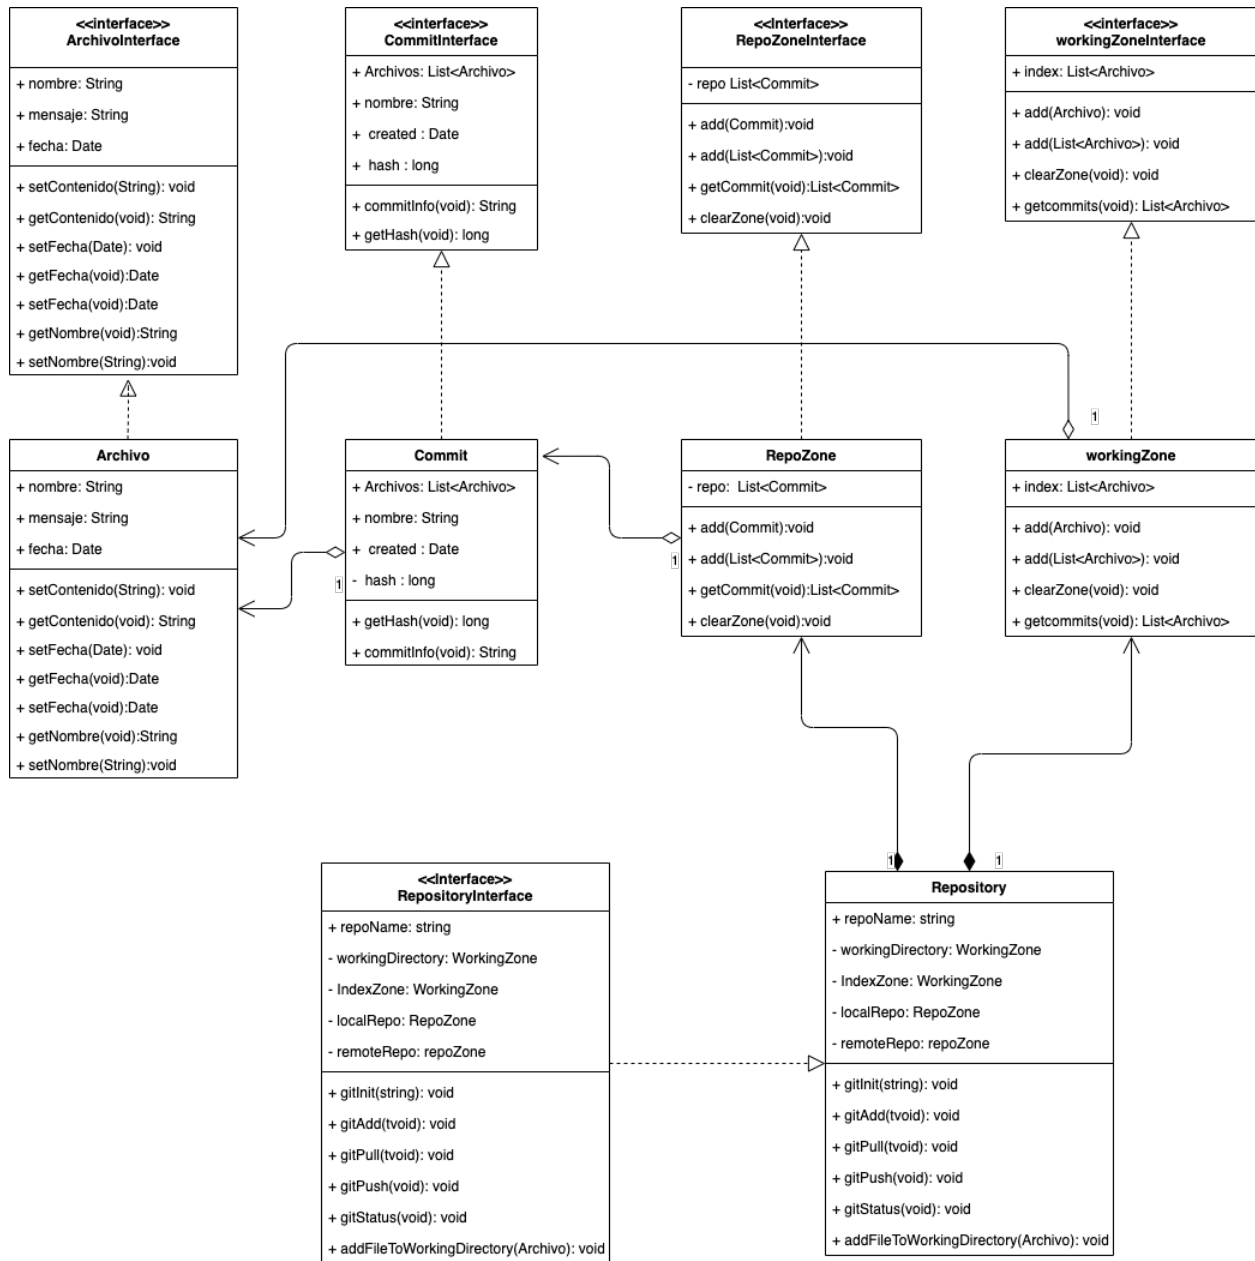 <<interface>>
ArchivoInterface
+ nombre: String
+ mensaje: String
+ fecha: Date
+ setContenido(String): void
+ getContenido(void): String
+ setFecha(Date): void
+ getFecha(void):Date
+ setFecha(void):Date
+ getNombre(void):String
+ setNombre(String):void
<<interface>>
CommitInterface
+ Archivos: List<Archivo>
+ nombre: String
+ created : Date
+ hash : long
+ commitInfo(void): String
+ getHash(void): long
<<Interface>>
RepoZoneInterface
- repo List<Commit>
+ add(Commit):void
+ add(List<Commit>):void
+ getCommit(void):List<Commit>
+ clearZone(void):void
<<interface>>
workingZoneInterface
+ index: List<Archivo>
+ add(Archivo): void
+ add(List<Archivo>): void
+ clearZone(void): void
+ getcommits(void): List<Archivo>
Archivo
+ nombre: String
+ mensaje: String
+ fecha: Date
+ setContenido(String): void
+ getContenido(void): String
+ setFecha(Date): void
+ getFecha(void):Date
+ setFecha(void):Date
+ getNombre(void):String
+ setNombre(String):void
1
Commit
+ Archivos: List<Archivo>
+ nombre: String
+ created : Date
- hash : long
+ getHash(void): long
+ commitInfo(void): String
1
RepoZone
- repo: List<Commit>
+ add(Commit):void
+ add(List<Commit>):void
+ getCommit(void):List<Commit>
+ clearZone(void):void
1
workingZone
+ index: List<Archivo>
+ add(Archivo): void
+ add(List<Archivo>): void
+ clearZone(void): void
+ getcommits(void): List<Archivo>
<<Interface>>
RepositoryInterface
+ repoName: string
- workingDirectory: WorkingZone
- IndexZone: WorkingZone
- localRepo: RepoZone
- remoteRepo: repoZone
+ gitInit(string): void
+ gitAdd(tvoid): void
+ gitPull(tvoid): void
+ gitPush(void): void
+ gitStatus(void): void
+ addFileToWorkingDirectory(Archivo): void
1
1
Repository
+ repoName: string
- workingDirectory: WorkingZone
- IndexZone: WorkingZone
- localRepo: RepoZone
- remoteRepo: repoZone
+ gitInit(string): void
+ gitAdd(tvoid): void
+ gitPull(tvoid): void
+ gitPush(void): void
+ gitStatus(void): void
+ addFileToWorkingDirectory(Archivo): void